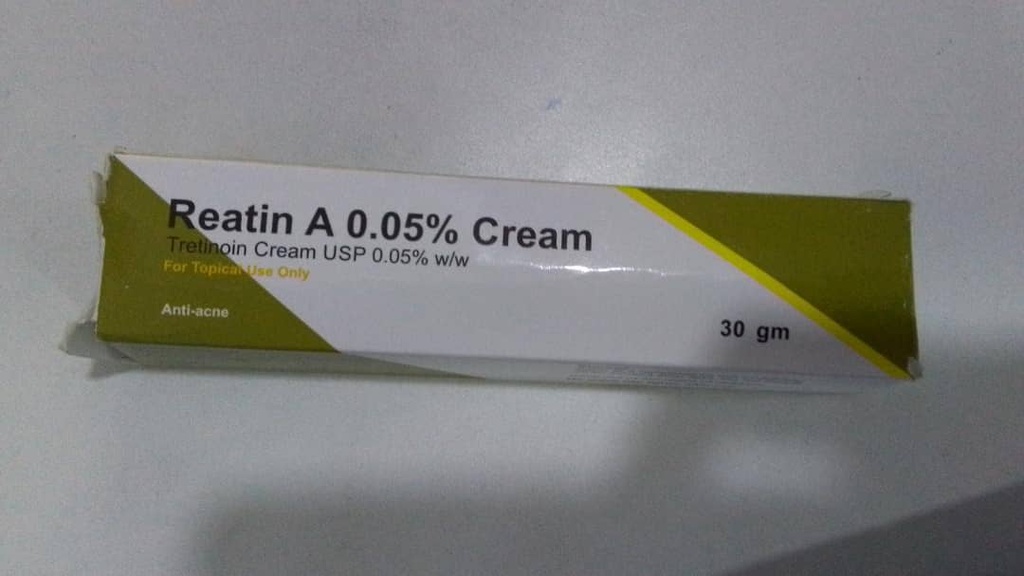 Reatin A 0.05% Cream
Tretinoin Cream USP 0.05% w/w
For Topical Use Only
Anti-acne
30 gm